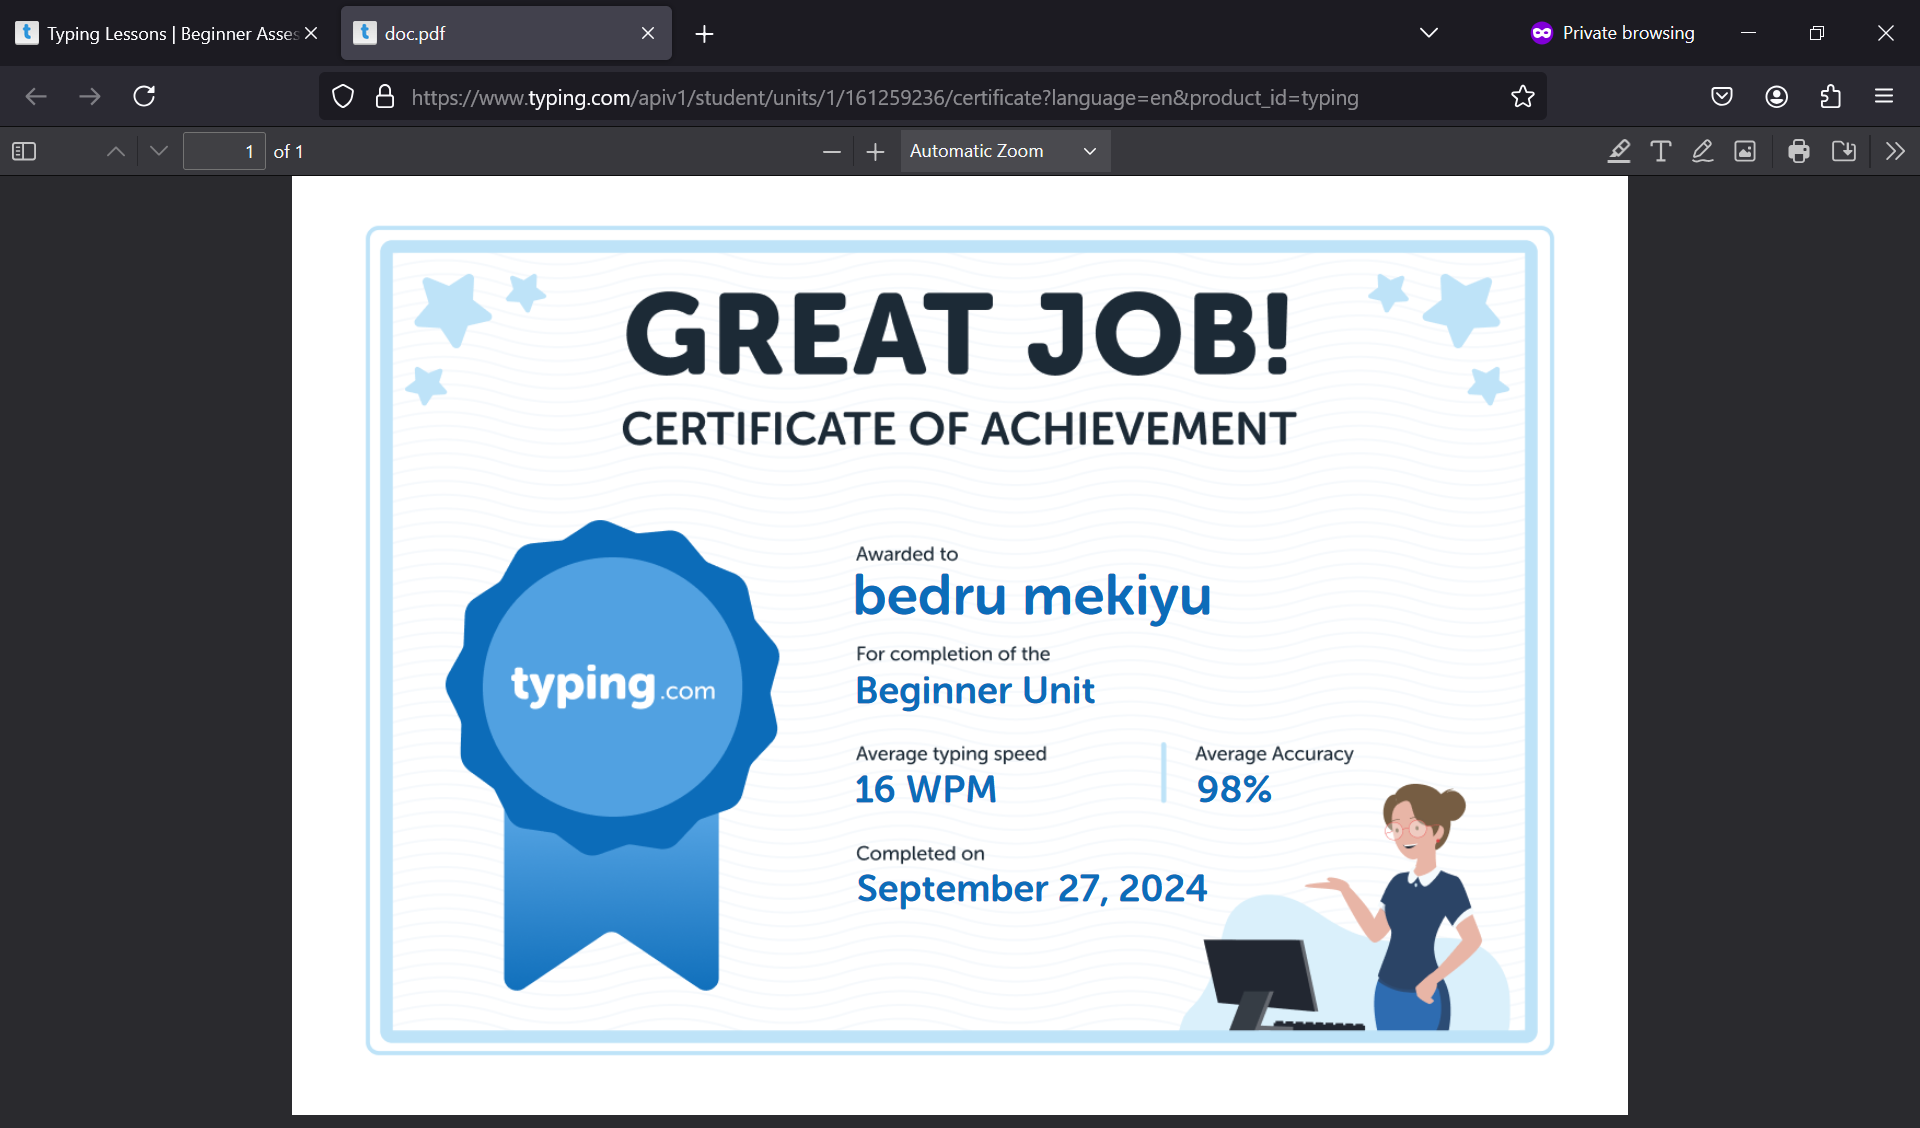 Typing Lessons | Beginner Asses
doc.pdf
Private browsing
https://www.typing.com/apiv1/student/units/1/161259236/certificate?language=en&product_id=typing
1 of 1
Automatic Zoom
GREAT JOB!
CERTIFICATE OF ACHIEVEMENT
typing.com
Awarded to
bedru mekiyu
For completion of the
Beginner Unit
Average typing speed
16 WPM
Average Accuracy
98%
Completed on
September 27, 2024